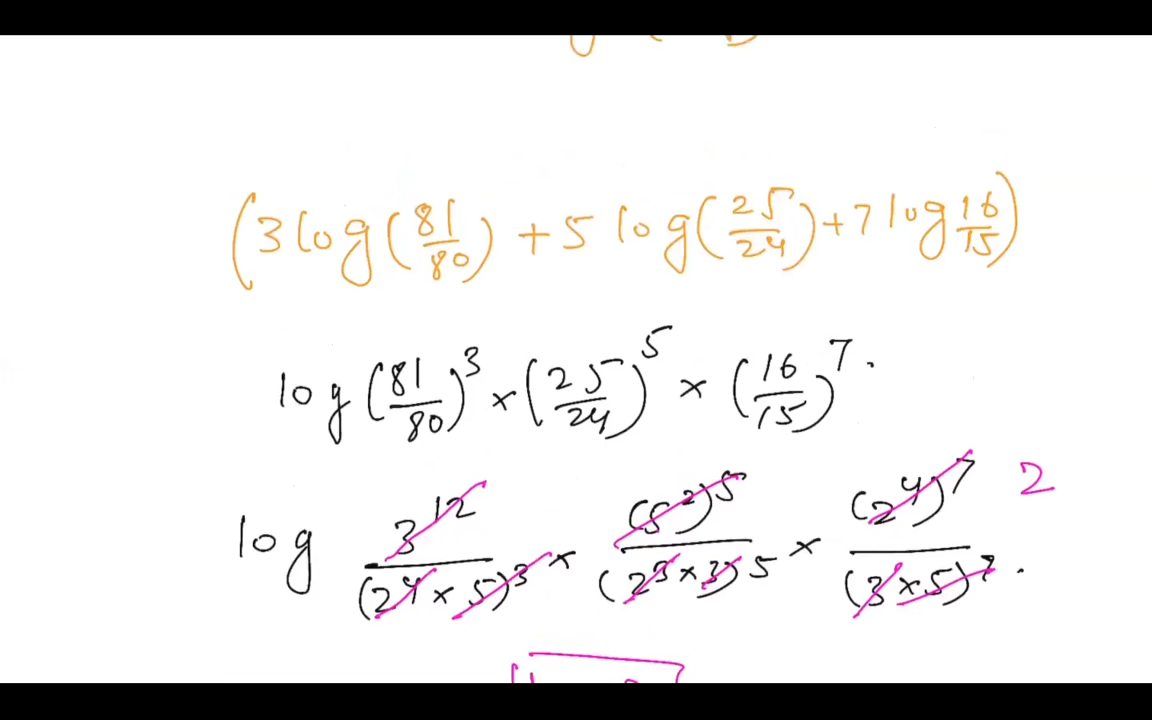 (3 log(81/80) + 5 log(25/24) + 7 log 16/15)
log (81/80)^3 × (25/24)^5 × (16/15)^7.
log 3^12/(2^4 × 5)^3 × (5^2)^5/(2^3 × 3)^5 × (2^4)^7/(3 × 5)^7. 2